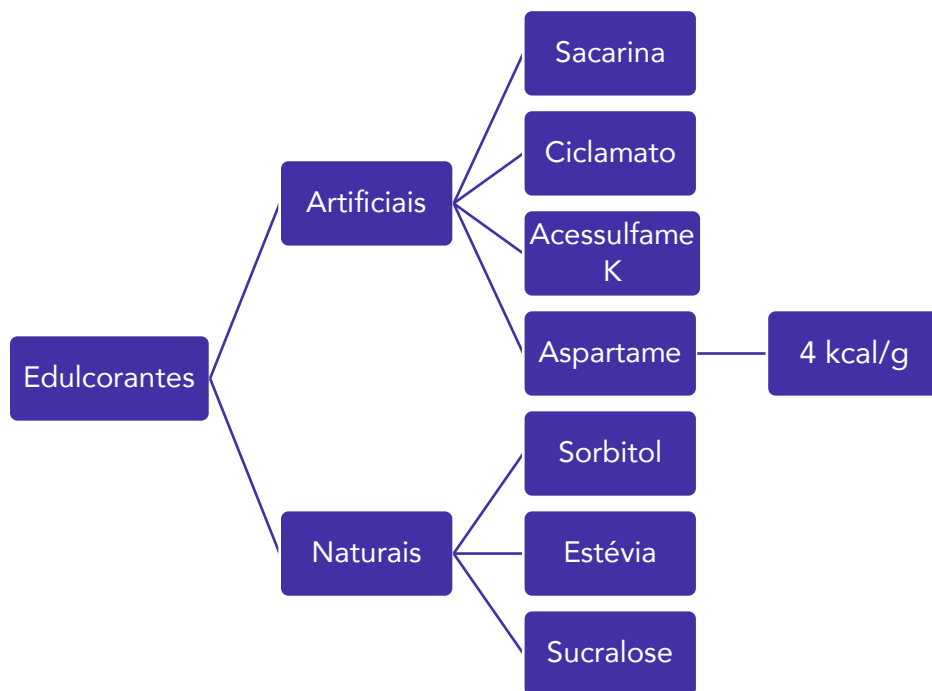 Edulcorantes
Artificiais
Sacarina
Ciclamato
Acessulfame
K
Aspartame
4 kcal/g
Naturais
Sorbitol
Estévia
Sucralose